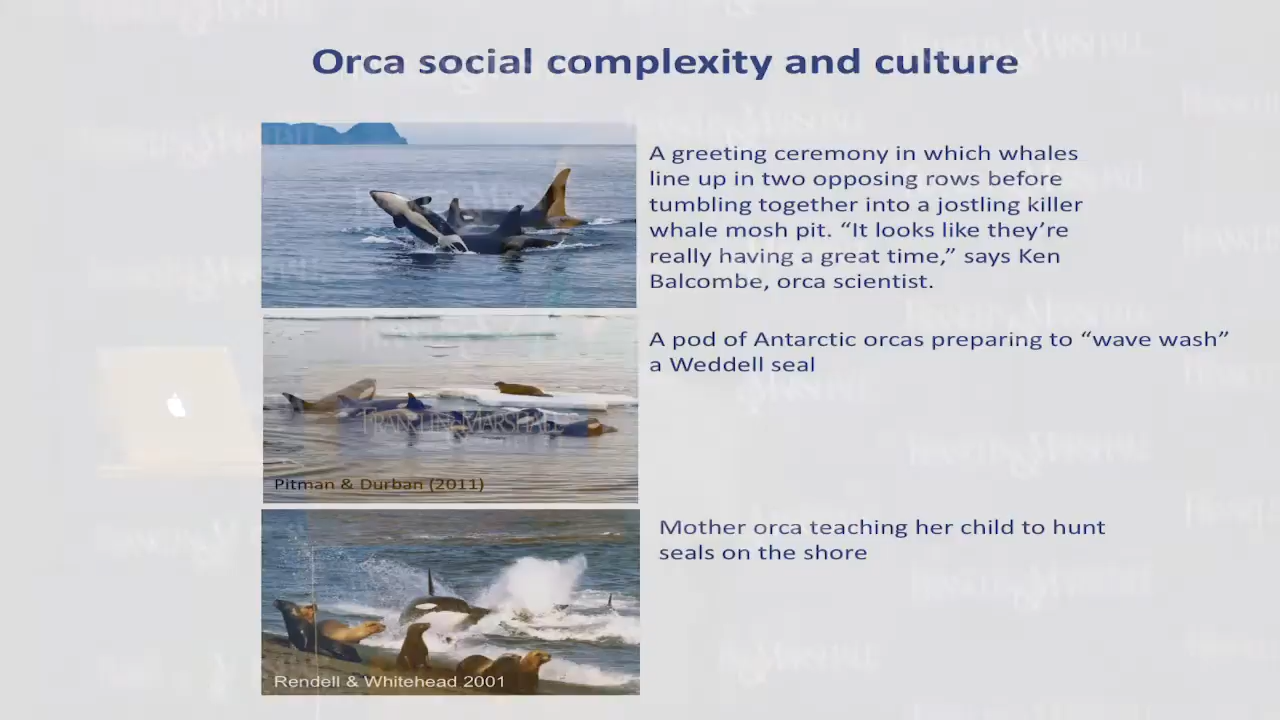 Orca social complexity and culture
A greeting ceremony in which whales
line up in two opposing rows before
tumbling together into a jostling killer
whale mosh pit. “It looks like they’re
really having a great time,” says Ken
Balcombe, orca scientist.
A pod of Antarctic orcas preparing to “wave wash”
a Weddell seal
FRANKLIN & MARSHALL
Pitman & Durban (2011)
Mother orca teaching her child to hunt
seals on the shore
Rendell & Whitehead 2001